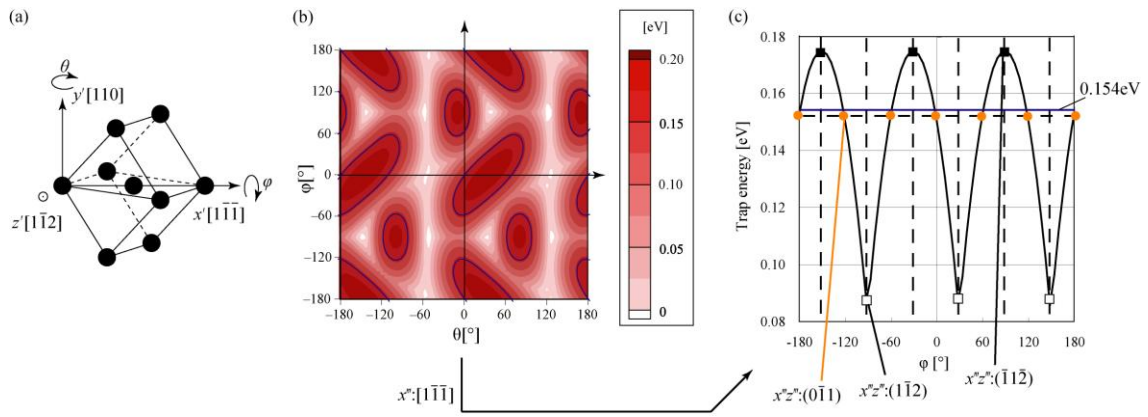 (a)
θ
y′[110]
φ
x′[11̄1̄]
z′[11̄2]
(b)
180
120
60
0
−60
−120
−180
−180 −120 −60 0 60 120 180
φ[°]
θ[°]
[eV]
0.20
0.15
0.10
0.05
0
x‴:[11̄1̄]
(c)
0.18
0.16
0.14
0.12
0.10
0.08
Trap energy [eV]
0.154eV
-180 -120 -60 0 60 120 180
φ [°]
x‴z‴:(01̄1)
x‴z‴:(11̄2)
x‴z‴:(1̄12̄)